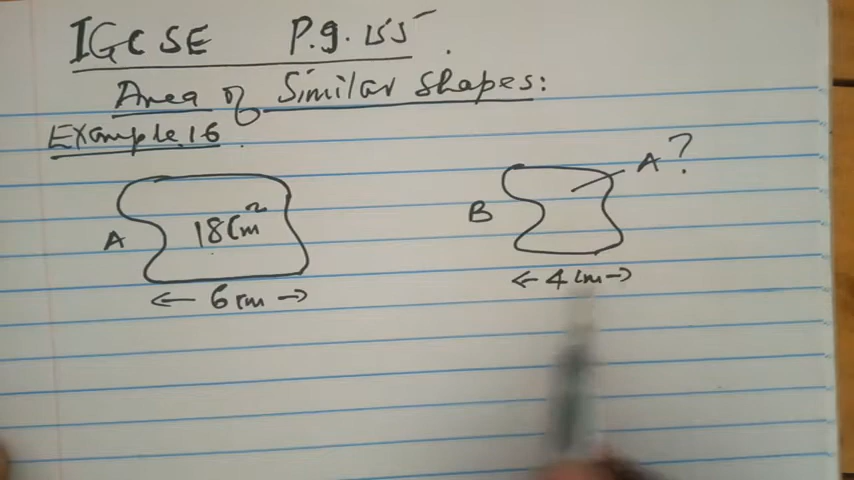 IGCSE P.g. 155
Area of Similar shapes:
Example.16
A 18cm²
6cm
B A?
4cm